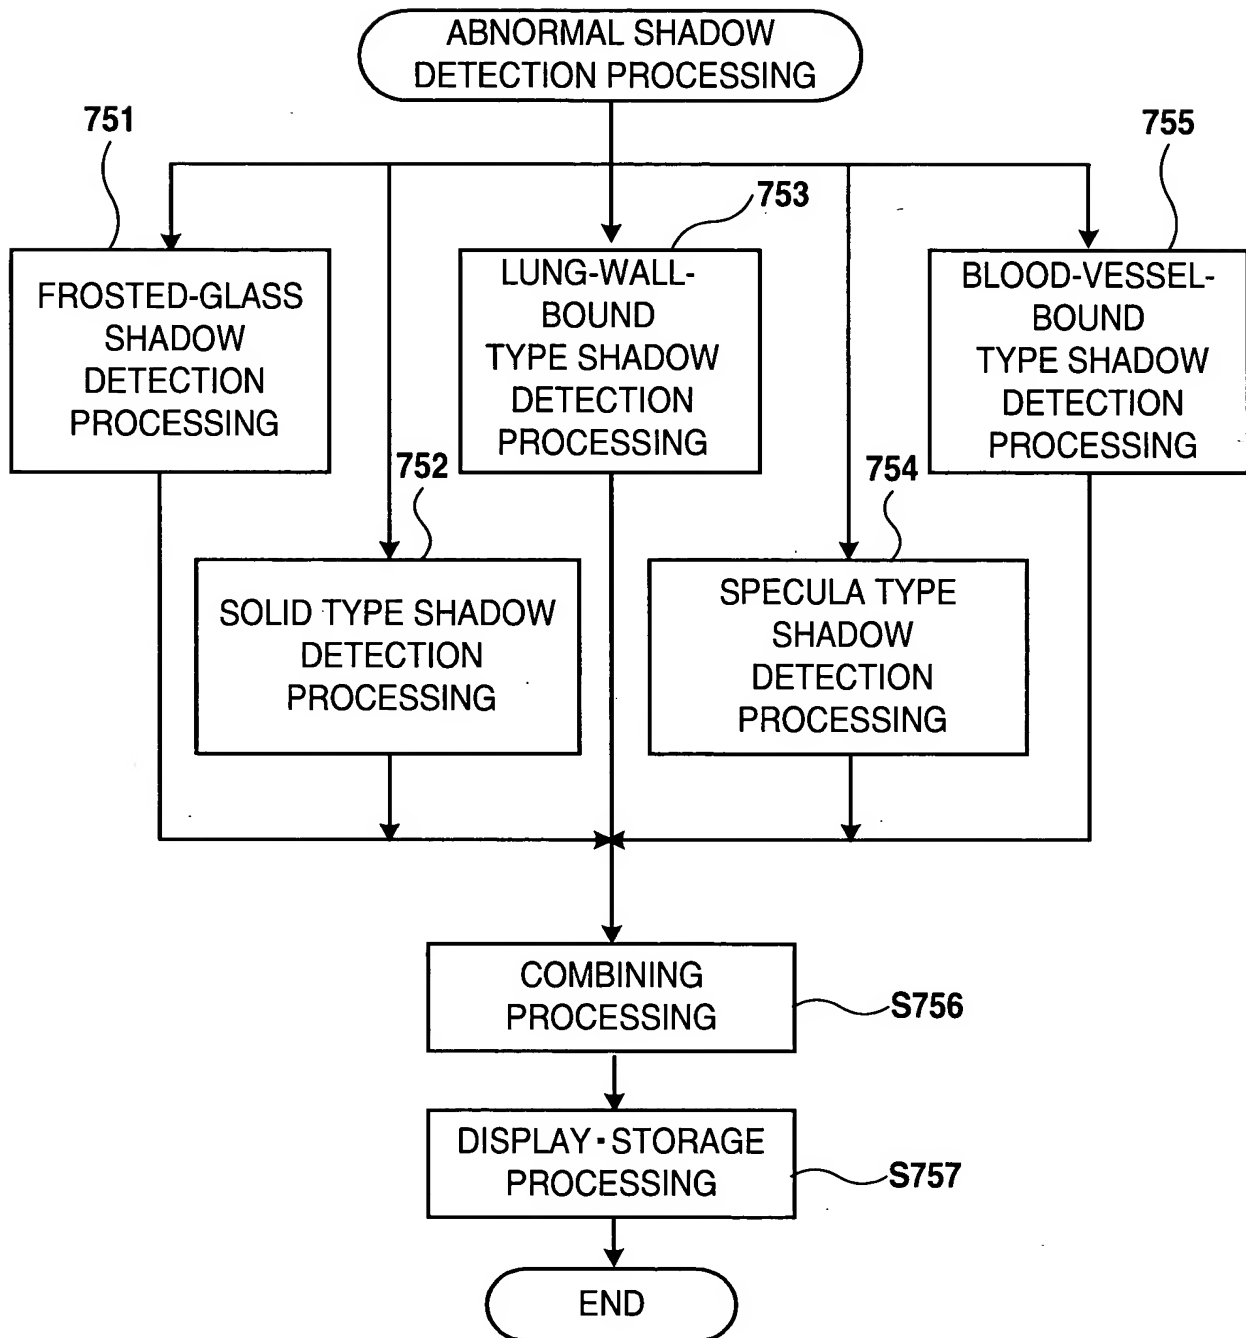 ABNORMAL SHADOW
DETECTION PROCESSING
751
755
753
FROSTED-GLASS
SHADOW
DETECTION
PROCESSING
LUNG-WALL-
BOUND
TYPE SHADOW
DETECTION
PROCESSING
BLOOD-VESSEL-
BOUND
TYPE SHADOW
DETECTION
PROCESSING
752
754
SOLID TYPE SHADOW
DETECTION
PROCESSING
SPECULA TYPE
SHADOW
DETECTION
PROCESSING
COMBINING
PROCESSING
S756
DISPLAY·STORAGE
PROCESSING
S757
END